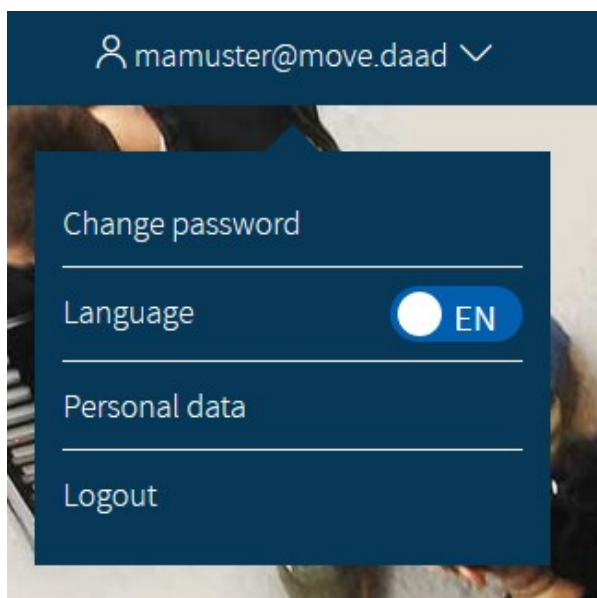 mamuster@move.daad
Change password
Language EN
Personal data
Logout